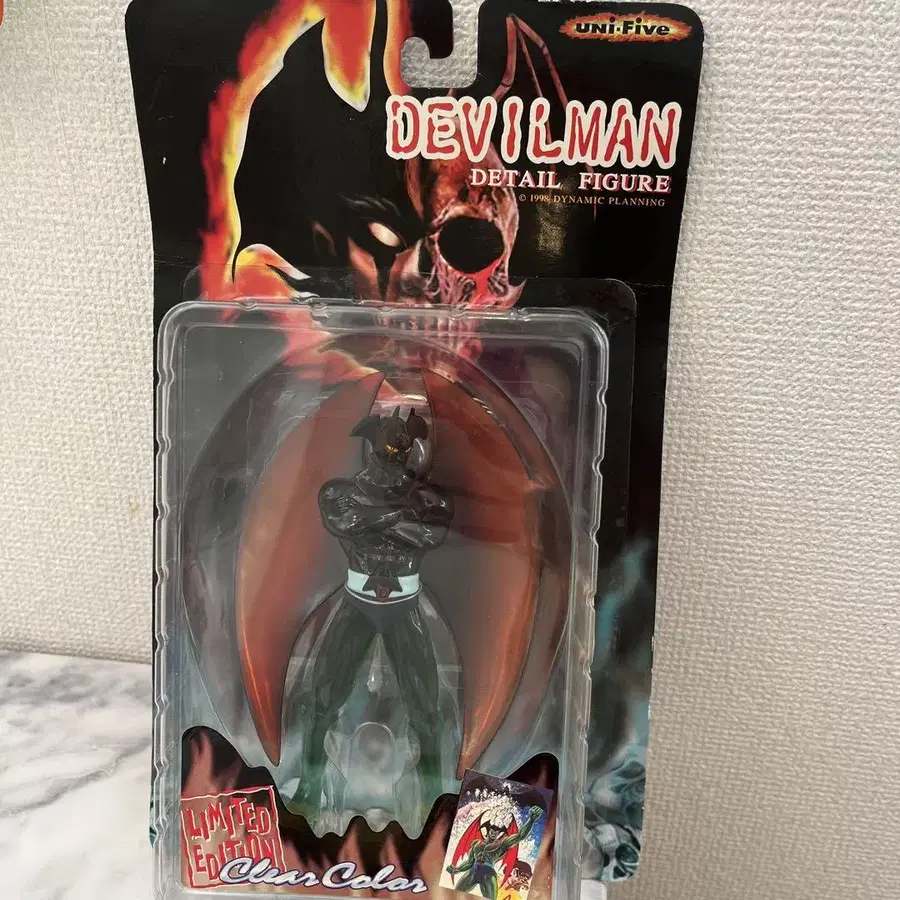 UNi-Five
DEVILMAN
DETAIL FIGURE
© 1998 DYNAMIC PLANNING
LIMITED
EDITION
Clear Color